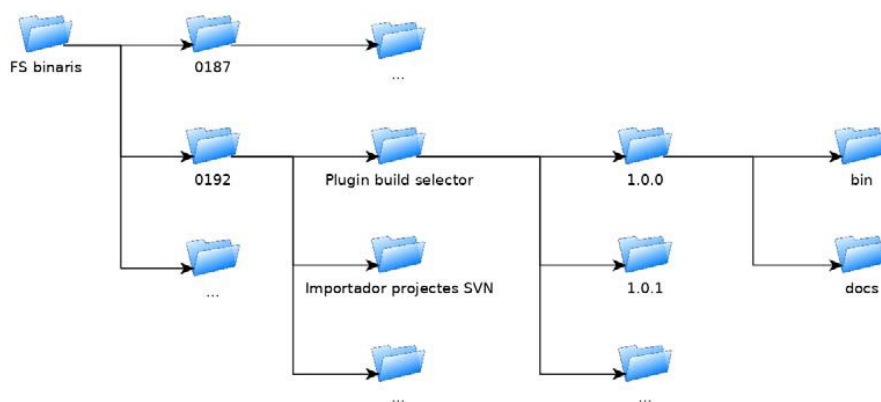 FS binaris
0187
...
0192
Plugin build selector
1.0.0
bin
...
Importador projectes SVN
1.0.1
docs
...
...